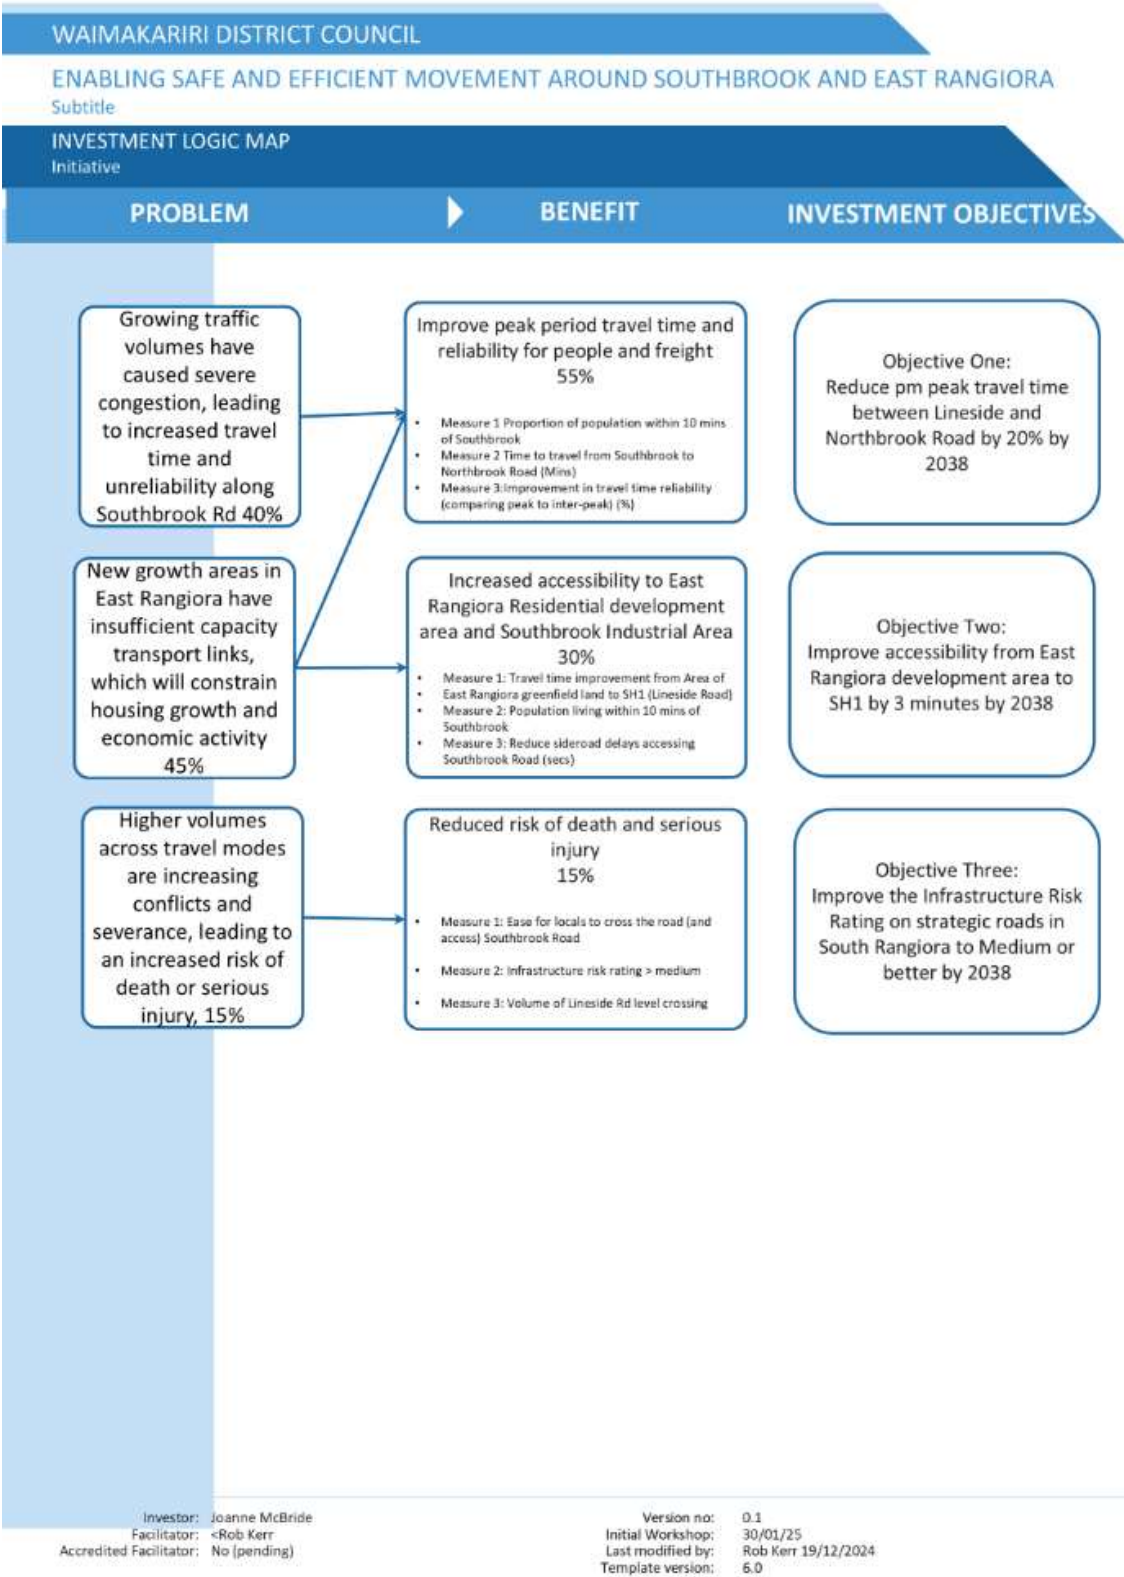 WAIMAKARIRI DISTRICT COUNCIL
ENABLING SAFE AND EFFICIENT MOVEMENT AROUND SOUTHBROOK AND EAST RANGIORA
Subtitle
INVESTMENT LOGIC MAP
Initiative
PROBLEM
BENEFIT
INVESTMENT OBJECTIVES
Growing traffic
volumes have
caused severe
congestion, leading
to increased travel
time and
unreliability along
Southbrook Rd 40%
Improve peak period travel time and
reliability for people and freight
55%
• Measure 1 Proportion of population within 10 mins
of Southbrook
• Measure 2 Time to travel from Southbrook to
Northbrook Road (Mins)
• Measure 3:Improvement in travel time reliability
(comparing peak to inter-peak) (%)
Objective One:
Reduce pm peak travel time
between Lineside and
Northbrook Road by 20% by
2038
New growth areas in
East Rangiora have
insufficient capacity
transport links,
which will constrain
housing growth and
economic activity
45%
Increased accessibility to East
Rangiora Residential development
area and Southbrook Industrial Area
30%
• Measure 1: Travel time improvement from Area of
• East Rangiora greenfield land to SH1 (Lineside Road)
• Measure 2: Population living within 10 mins of
Southbrook
• Measure 3: Reduce sideroad delays accessing
Southbrook Road (secs)
Objective Two:
Improve accessibility from East
Rangiora development area to
SH1 by 3 minutes by 2038
Higher volumes
across travel modes
are increasing
conflicts and
severance, leading to
an increased risk of
death or serious
injury, 15%
Reduced risk of death and serious
injury
15%
• Measure 1: Ease for locals to cross the road (and
access) Southbrook Road
• Measure 2: Infrastructure risk rating > medium
• Measure 3: Volume of Lineside Rd level crossing
Objective Three:
Improve the Infrastructure Risk
Rating on strategic roads in
South Rangiora to Medium or
better by 2038
Investor: Joanne McBride
Facilitator: <Rob Kerr
Accredited Facilitator: No (pending)
Version no: 0.1
Initial Workshop: 30/01/25
Last modified by: Rob Kerr 19/12/2024
Template version: 6.0